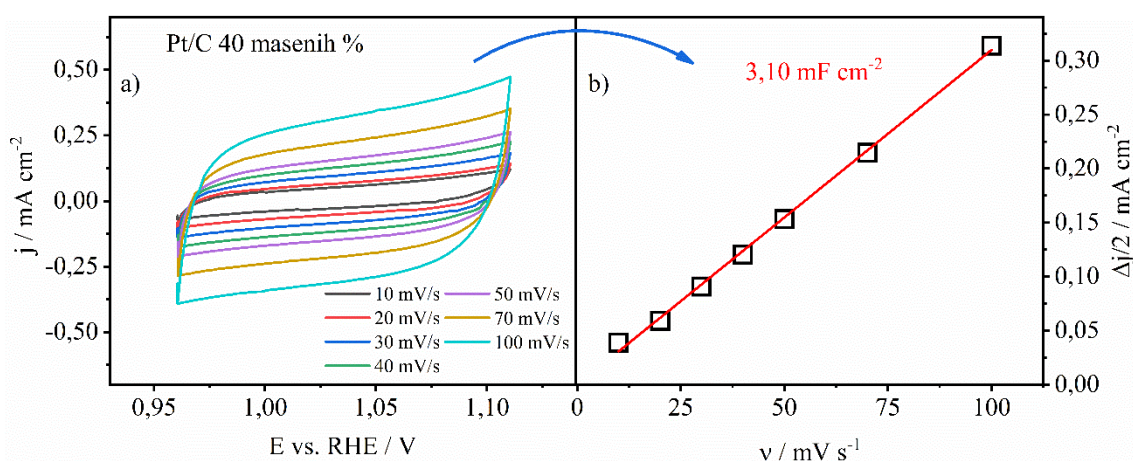 Pt/C 40 masenih %
a)
j / mA cm-2
0,50
0,25
0,00
-0,25
-0,50
10 mV/s
20 mV/s
30 mV/s
40 mV/s
50 mV/s
70 mV/s
100 mV/s
0,95
1,00
1,05
1,10
E vs. RHE / V
b)
3,10 mF cm-2
0,30
0,25
0,20
0,15
0,10
0,05
0,00
Δj/2 / mA cm-2
0
25
50
75
100
ν / mV s-1